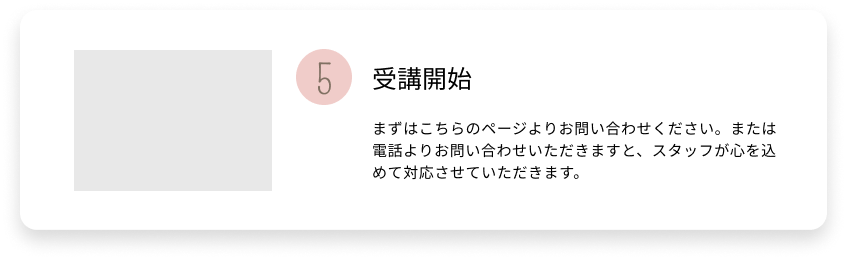 5
受講開始
まずはこちらのページよりお問い合わせください。または
電話よりお問い合わせいただきますと、スタッフが心を込
めて対応させていただきます。